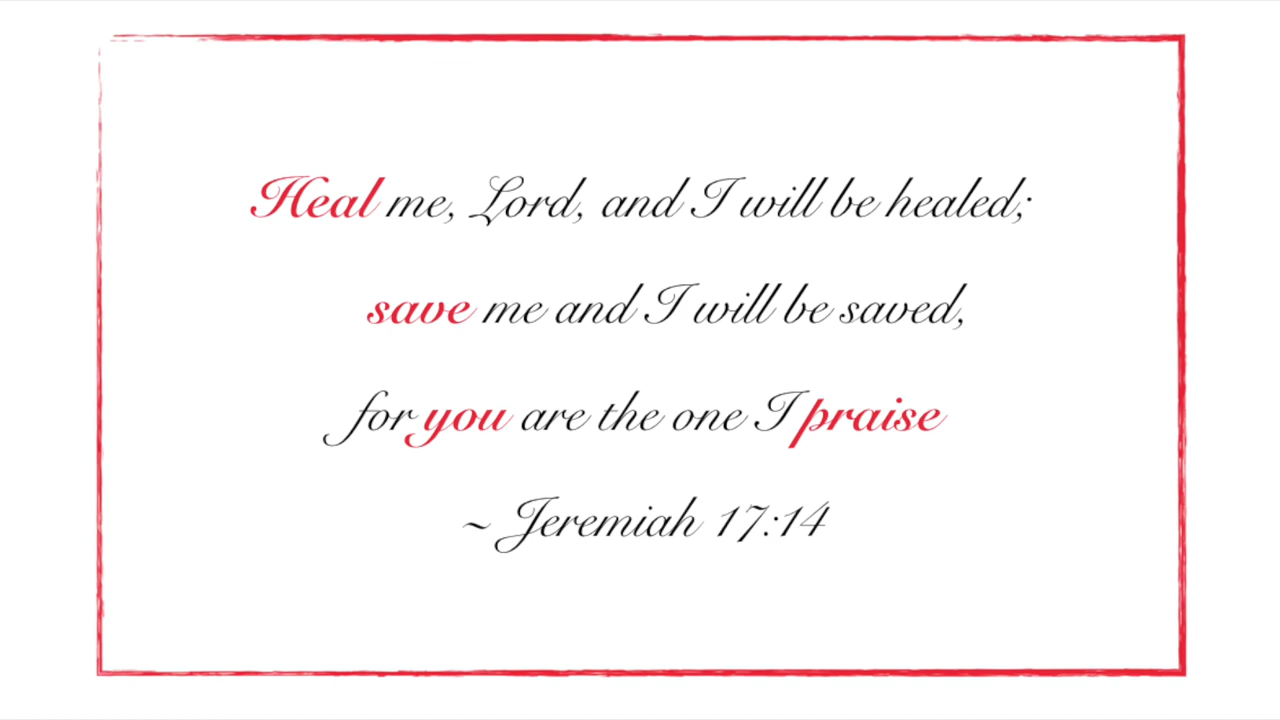 Heal me, Lord, and I will be healed;
save me and I will be saved,
for you are the one I praise
~ Jeremiah 17:14